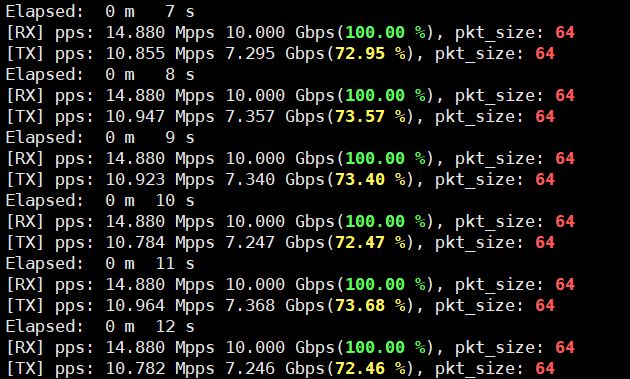 Elapsed:  0 m   7 s
[RX] pps: 14.880 Mpps 10.000 Gbps(100.00 %), pkt_size: 64
[TX] pps: 10.855 Mpps 7.295 Gbps(72.95 %), pkt_size: 64
Elapsed:  0 m   8 s
[RX] pps: 14.880 Mpps 10.000 Gbps(100.00 %), pkt_size: 64
[TX] pps: 10.947 Mpps 7.357 Gbps(73.57 %), pkt_size: 64
Elapsed:  0 m   9 s
[RX] pps: 14.880 Mpps 10.000 Gbps(100.00 %), pkt_size: 64
[TX] pps: 10.923 Mpps 7.340 Gbps(73.40 %), pkt_size: 64
Elapsed:  0 m  10 s
[RX] pps: 14.880 Mpps 10.000 Gbps(100.00 %), pkt_size: 64
[TX] pps: 10.784 Mpps 7.247 Gbps(72.47 %), pkt_size: 64
Elapsed:  0 m  11 s
[RX] pps: 14.880 Mpps 10.000 Gbps(100.00 %), pkt_size: 64
[TX] pps: 10.964 Mpps 7.368 Gbps(73.68 %), pkt_size: 64
Elapsed:  0 m  12 s
[RX] pps: 14.880 Mpps 10.000 Gbps(100.00 %), pkt_size: 64
[TX] pps: 10.782 Mpps 7.246 Gbps(72.46 %), pkt_size: 64